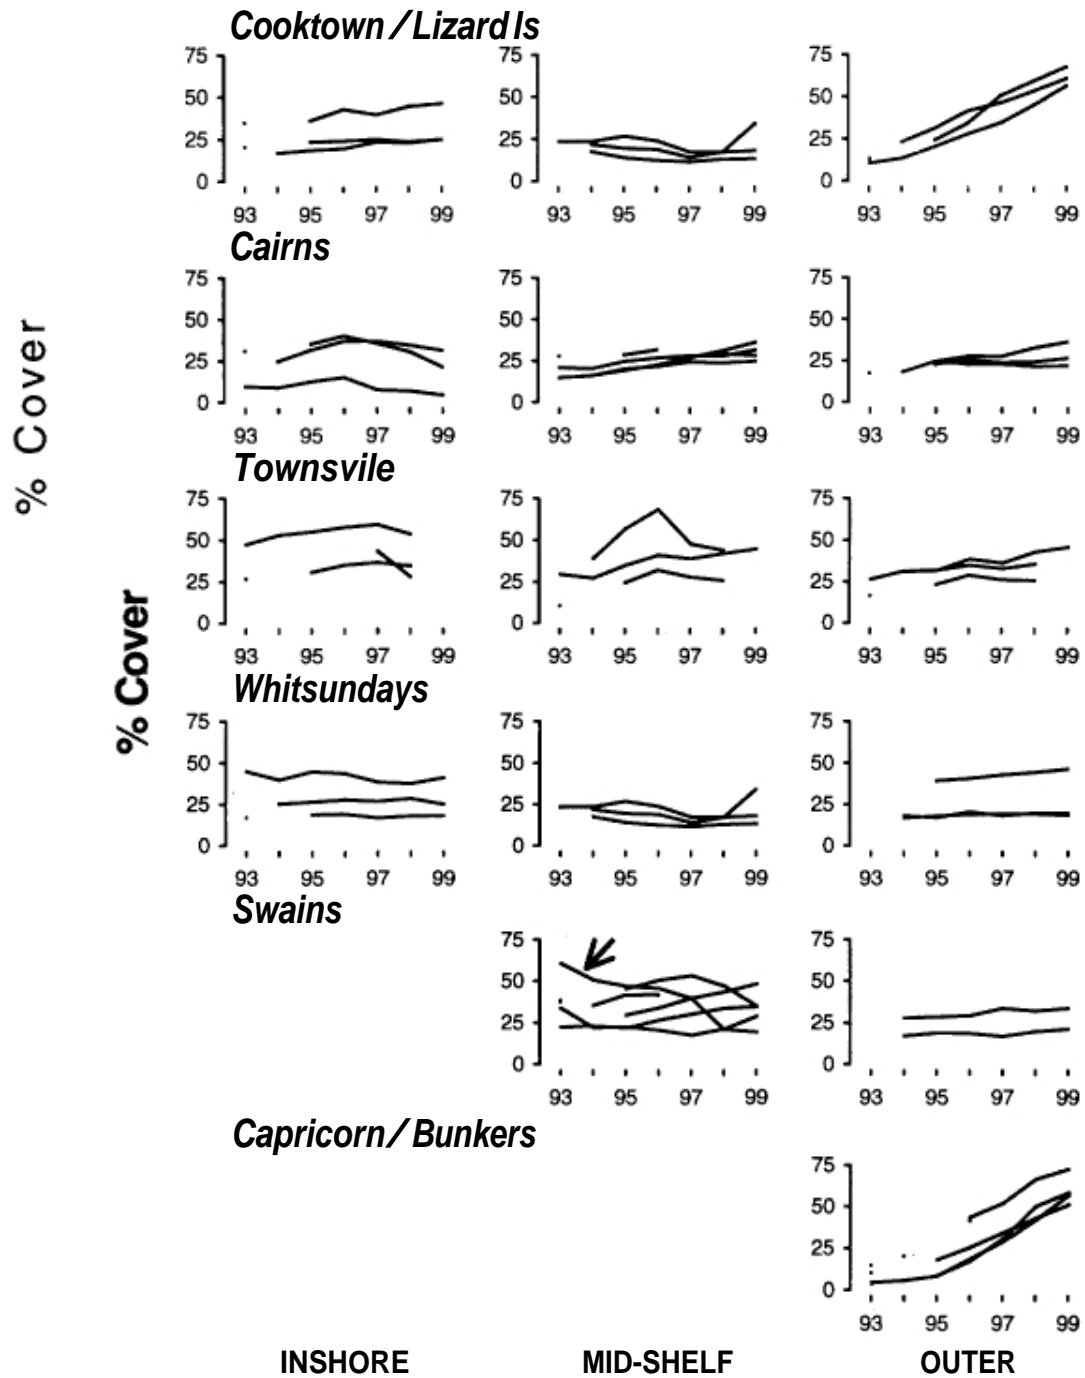 Cooktown / Lizard Is
75 75 75
50 50 50
25 25 25
0 0 0
93 95 97 99 93 95 97 99 93 95 97 99
Cairns
75 75 75
50 50 50
25 25 25
0 0 0
93 95 97 99 93 95 97 99 93 95 97 99
% Cover
Townsvile
75 75 75
50 50 50
25 25 25
0 0 0
93 95 97 99 93 95 97 99 93 95 97 99
% Cover
Whitsundays
75 75 75
50 50 50
25 25 25
0 0 0
93 95 97 99 93 95 97 99 93 95 97 99
Swains
75 75
50 50
25 25
0 0
93 95 97 99 93 95 97 99
Capricorn / Bunkers
75
50
25
0
93 95 97 99
INSHORE MID-SHELF OUTER